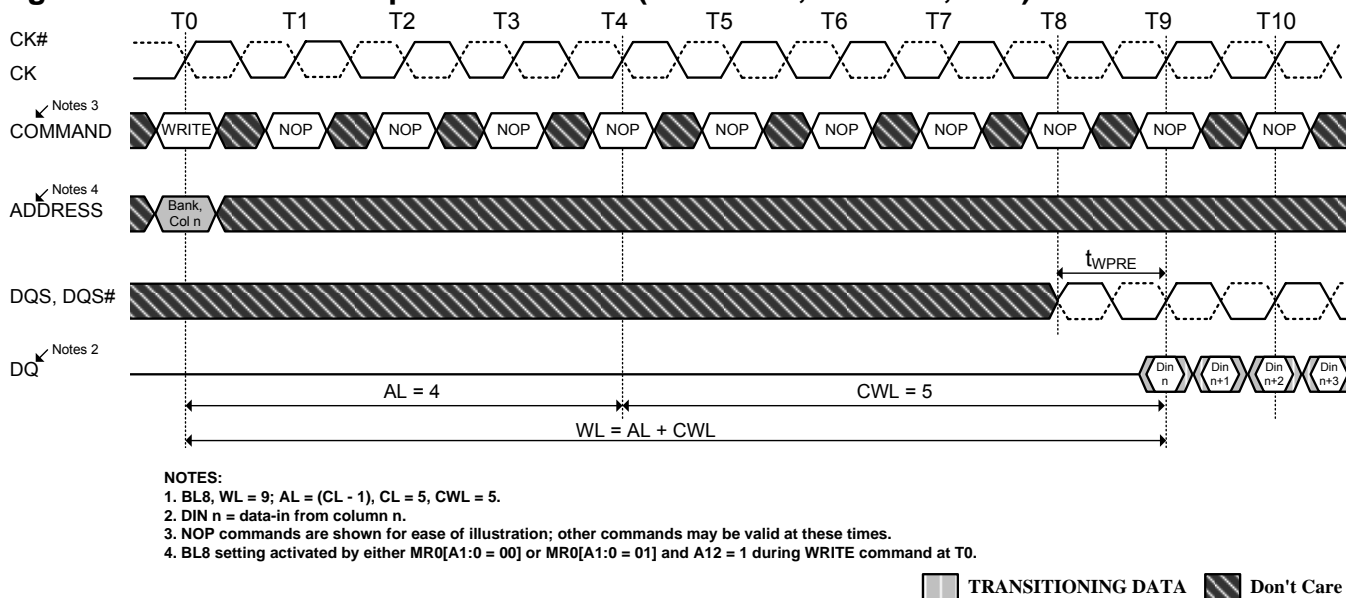 T0 T1 T2 T3 T4 T5 T6 T7 T8 T9 T10
CK#
CK
Notes 3
COMMAND
WRITE NOP NOP NOP NOP NOP NOP NOP NOP NOP NOP
Notes 4
ADDRESS
Bank,
Col n
tWPRE
DQS, DQS#
Notes 2
DQ
Din
n
Din
n+1
Din
n+2
Din
n+3
AL = 4
CWL = 5
WL = AL + CWL
NOTES:
1. BL8, WL = 9; AL = (CL - 1), CL = 5, CWL = 5.
2. DIN n = data-in from column n.
3. NOP commands are shown for ease of illustration; other commands may be valid at these times.
4. BL8 setting activated by either MR0[A1:0 = 00] or MR0[A1:0 = 01] and A12 = 1 during WRITE command at T0.
TRANSITIONING DATA
Don't Care